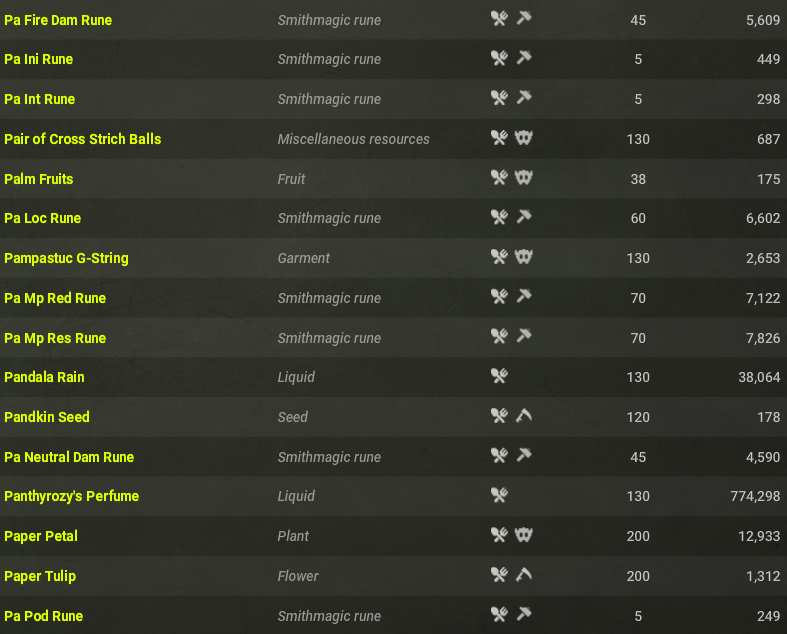 Pa Fire Dam Rune Smithmagic rune 45 5,609
Pa Ini Rune Smithmagic rune 5 449
Pa Int Rune Smithmagic rune 5 298
Pair of Cross Strich Balls Miscellaneous resources 130 687
Palm Fruits Fruit 38 175
Pa Loc Rune Smithmagic rune 60 6,602
Pampastuc G-String Garment 130 2,653
Pa Mp Red Rune Smithmagic rune 70 7,122
Pa Mp Res Rune Smithmagic rune 70 7,826
Pandala Rain Liquid 130 38,064
Pandkin Seed Seed 120 178
Pa Neutral Dam Rune Smithmagic rune 45 4,590
Panthyrozy's Perfume Liquid 130 774,298
Paper Petal Plant 200 12,933
Paper Tulip Flower 200 1,312
Pa Pod Rune Smithmagic rune 5 249